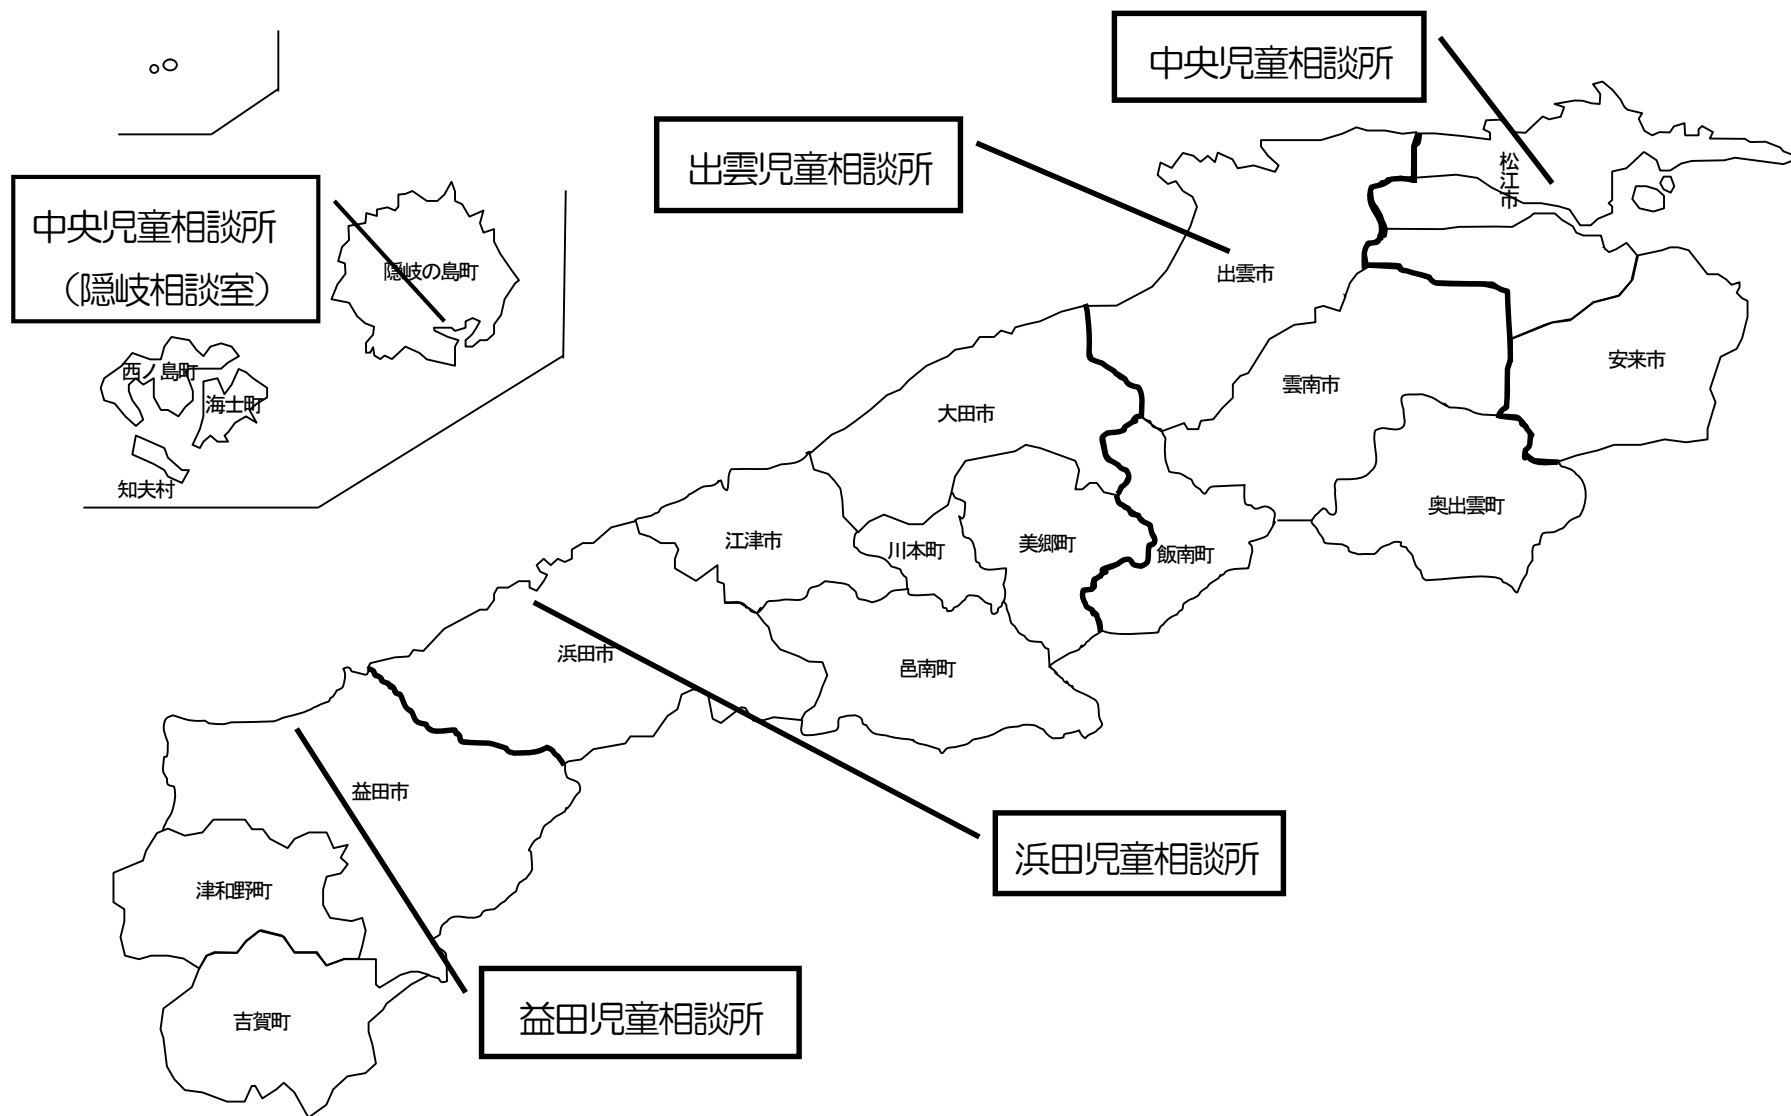 中央児童相談所
出雲児童相談所
中央児童相談所
(隠岐相談室)
松江市
隠岐の島町
出雲市
西ノ島町
海士町
知夫村
安来市
雲南市
大田市
奥出雲町
江津市
川本町
美郷町
飯南町
浜田市
邑南町
益田市
浜田児童相談所
津和野町
益田児童相談所
吉賀町